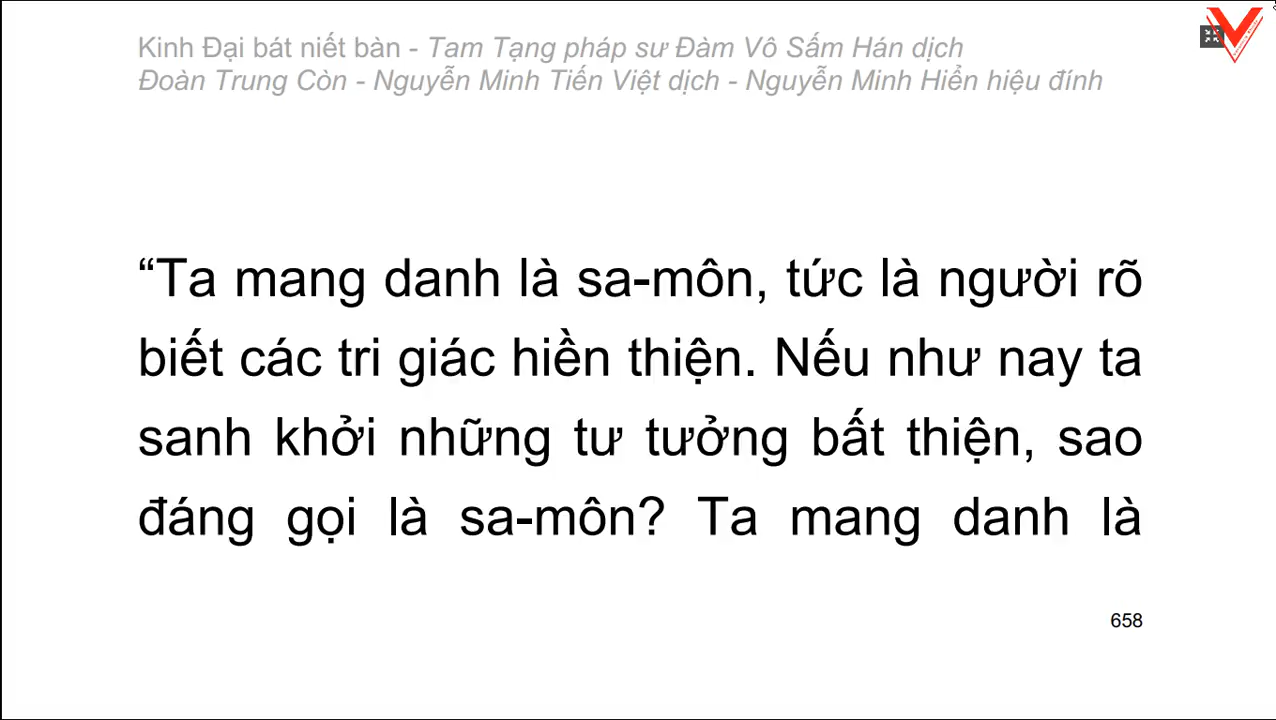 Kinh Đại bát niết bàn - Tam Tạng pháp sư Đàm Vô Sấm Hán dịch
Đoàn Trung Còn - Nguyễn Minh Tiến Việt dịch - Nguyễn Minh Hiển hiệu đính
“Ta mang danh là sa-môn, tức là người rõ
biết các tri giác hiền thiện. Nếu như nay ta
sanh khởi những tư tưởng bất thiện, sao
đáng gọi là sa-môn? Ta mang danh là
658